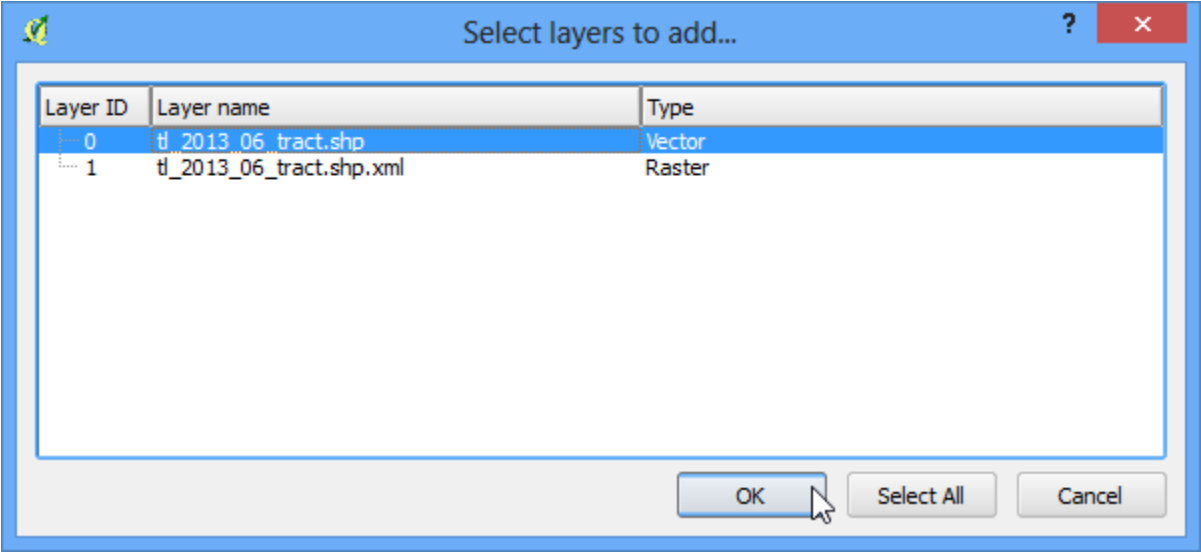 Select layers to add... ?
Layer ID Layer name Type
0 tl_2013_06_tract.shp Vector
1 tl_2013_06_tract.shp.xml Raster
OK Select All Cancel